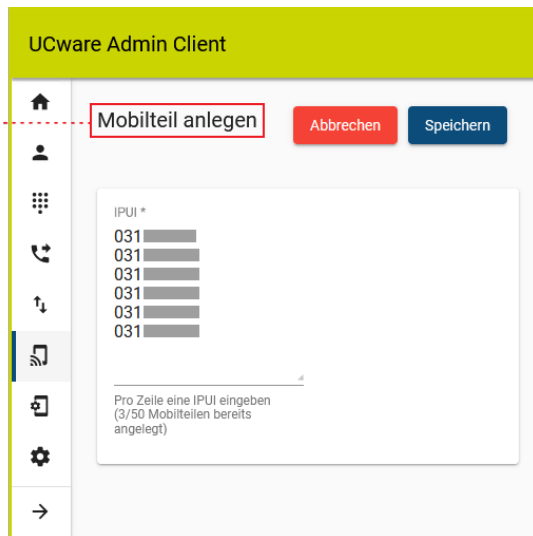 UCware Admin Client
Mobilteil anlegen
Abbrechen
Speichern
IPUI *
031
031
031
031
031
031
Pro Zeile eine IPUI eingeben
(3/50 Mobilteilen bereits
angelegt)